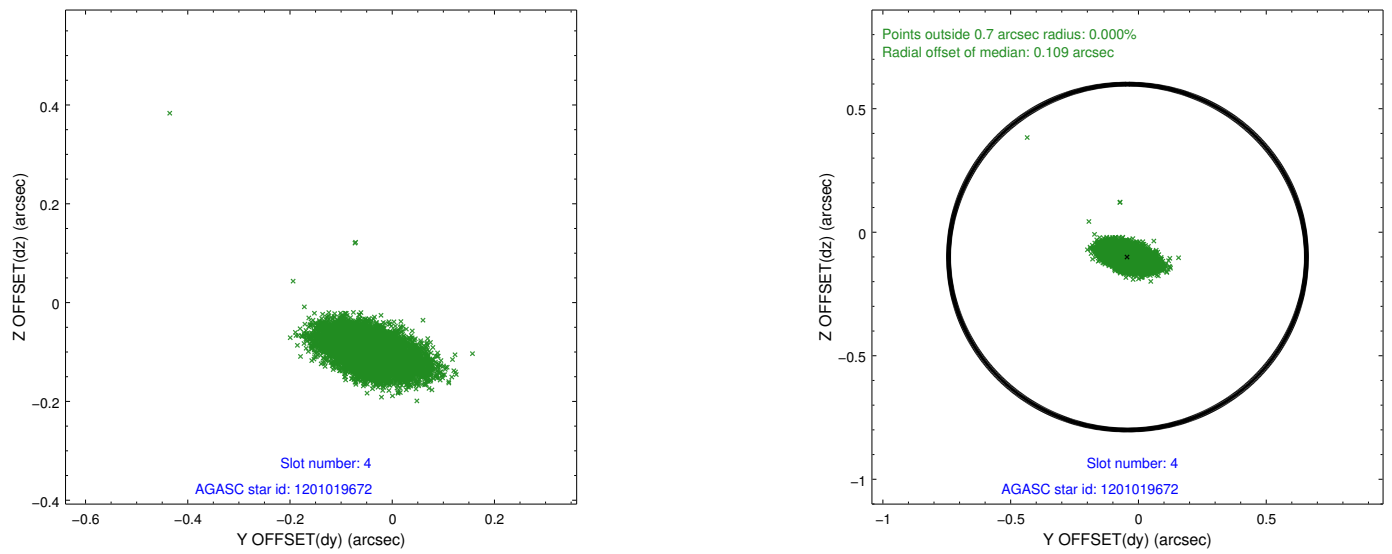 0.4
0.2
0
−0.2
−0.4
Z OFFSET(dz) (arcsec)
Slot number: 4
AGASC star id: 1201019672
−0.6
−0.4
−0.2
0
0.2
Y OFFSET(dy) (arcsec)
Points outside 0.7 arcsec radius: 0.000%
Radial offset of median: 0.109 arcsec
0.5
0
−0.5
−1
Z OFFSET(dz) (arcsec)
Slot number: 4
AGASC star id: 1201019672
−1
−0.5
0
0.5
Y OFFSET(dy) (arcsec)